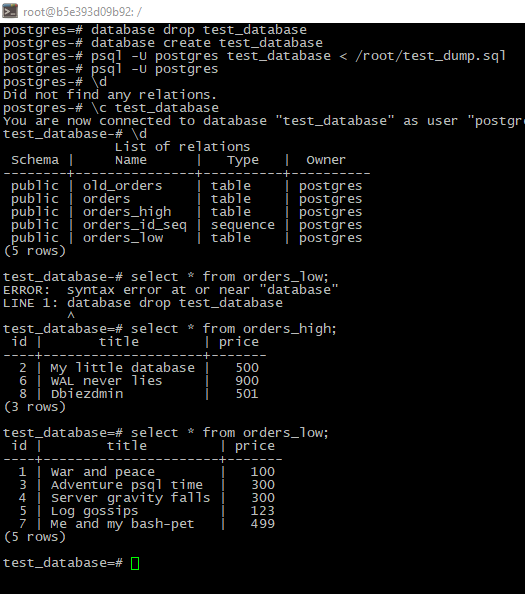 root@b5e393d09b92: /
postgres=# database drop test_database
postgres-# database create test_database
postgres-# psql -U postgres test_database < /root/test_dump.sql
postgres-# psql -U postgres
postgres-# \d
Did not find any relations.
postgres-# \c test_database
You are now connected to database "test_database" as user "postgr
test_database-# \d
               List of relations
 Schema |     Name      |   Type   |  Owner
--------+---------------+----------+----------
 public | old_orders    | table    | postgres
 public | orders        | table    | postgres
 public | orders_high   | table    | postgres
 public | orders_id_seq | sequence | postgres
 public | orders_low    | table    | postgres
(5 rows)
test_database-# select * from orders_low;
ERROR:  syntax error at or near "database"
LINE 1: database drop test_database
        ^
test_database=# select * from orders_high;
 id |       title        | price
----+--------------------+-------
  2 | My little database |   500
  6 | WAL never lies     |   900
  8 | Dbiezdmin          |   501
(3 rows)
test_database=# select * from orders_low;
 id |        title         | price
----+----------------------+-------
  1 | War and peace        |   100
  3 | Adventure psql time  |   300
  4 | Server gravity falls |   300
  5 | Log gossips          |   123
  7 | Me and my bash-pet   |   499
(5 rows)
test_database=#